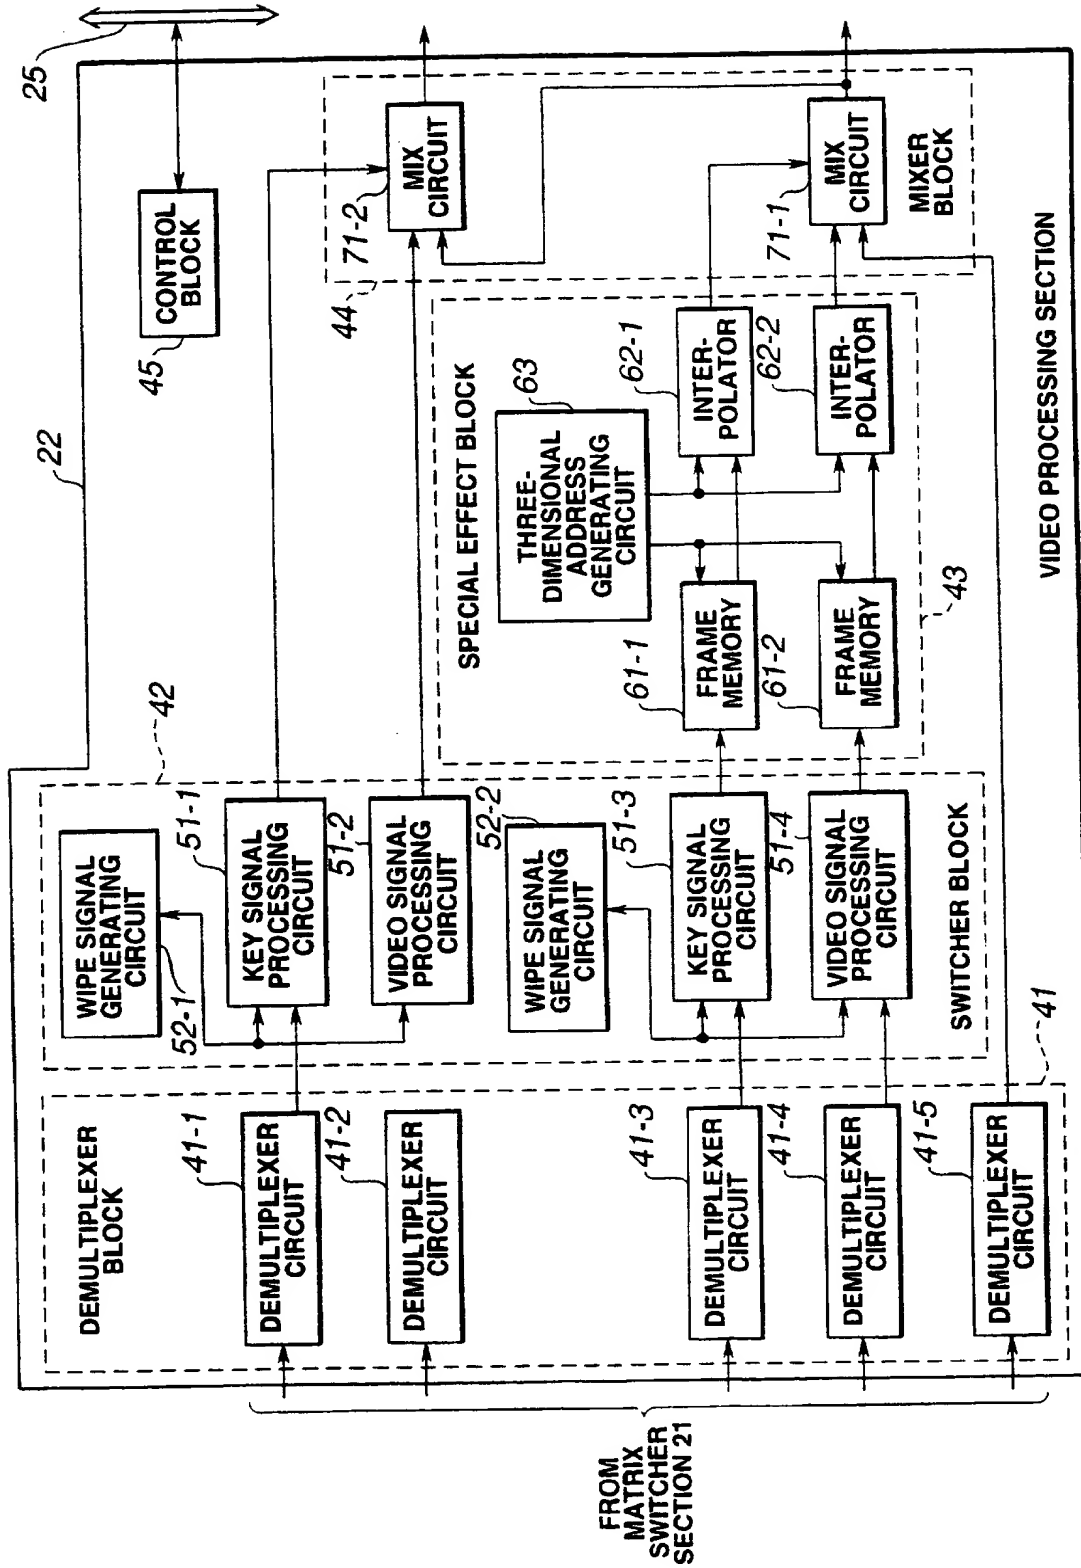 25
22
45
CONTROL
BLOCK
DEMULTIPLEXER
BLOCK
41-1
DEMULTIPLEXER
CIRCUIT
41-2
DEMULTIPLEXER
CIRCUIT
41-3
DEMULTIPLEXER
CIRCUIT
41-4
DEMULTIPLEXER
CIRCUIT
41-5
DEMULTIPLEXER
CIRCUIT
41
FROM
MATRIX
SWITCHER
SECTION 21
42
WIPE SIGNAL
GENERATING
CIRCUIT
52-1
51-1
KEY SIGNAL
PROCESSING
CIRCUIT
51-2
VIDEO SIGNAL
PROCESSING
CIRCUIT
52-2
WIPE SIGNAL
GENERATING
CIRCUIT
51-3
KEY SIGNAL
PROCESSING
CIRCUIT
51-4
VIDEO SIGNAL
PROCESSING
CIRCUIT
SWITCHER BLOCK
SPECIAL EFFECT BLOCK
63
THREE-
DIMENSIONAL
ADDRESS
GENERATING
CIRCUIT
61-1
FRAME
MEMORY
61-2
FRAME
MEMORY
62-1
INTER-
POLATOR
62-2
INTER-
POLATOR
43
44
71-2
MIX
CIRCUIT
71-1
MIX
CIRCUIT
MIXER
BLOCK
VIDEO PROCESSING SECTION